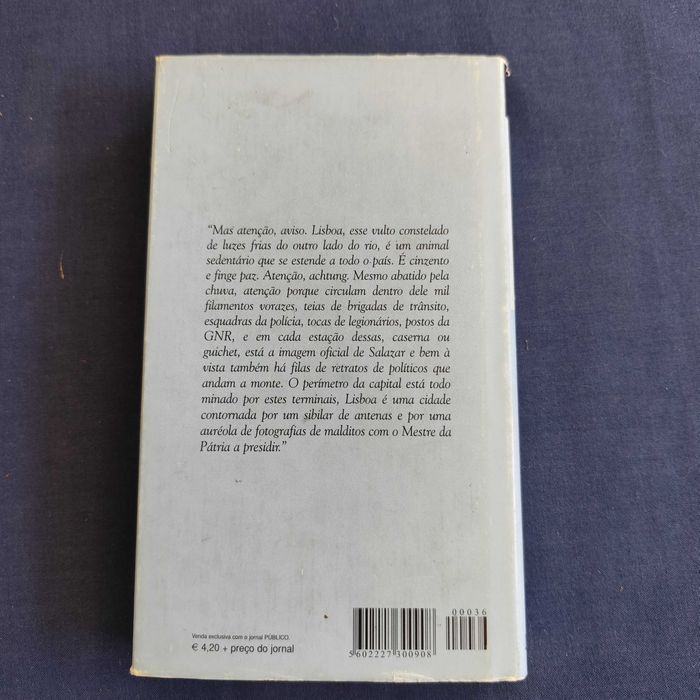 “Mas atenção, aviso. Lisboa, esse vulto constelado
de luzes frias do outro lado do rio, é um animal
sedentário que se estende a todo o país. É cinzento
e finge paz. Atenção, achtung. Mesmo abatido pela
chuva, atenção porque circulam dentro dele mil
filamentos vorazes, teias de brigadas de trânsito,
esquadras da polícia, tocas de legionários, postos da
GNR, e em cada estação dessas, caserna ou
guichet, está a imagem oficial de Salazar e bem à
vista também há filas de retratos de políticos que
andam a monte. O perímetro da capital está todo
minado por estes terminais, Lisboa é uma cidade
contornada por um sibilar de antenas e por uma
auréola de fotografias de malditos com o Mestre da
Pátria a presidir.”
00036
Venda exclusiva com o jornal PÚBLICO.
€ 4,20 + preço do jornal
5602227300908